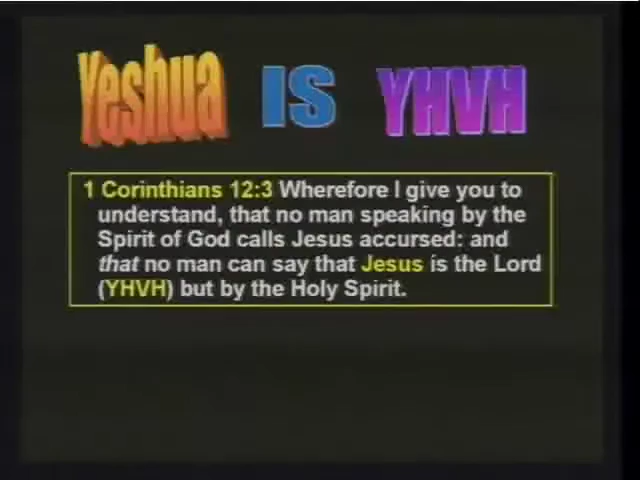 Yeshua IS YHVH
1 Corinthians 12:3 Wherefore I give you to
understand, that no man speaking by the
Spirit of God calls Jesus accursed: and
that no man can say that Jesus is the Lord
(YHVH) but by the Holy Spirit.